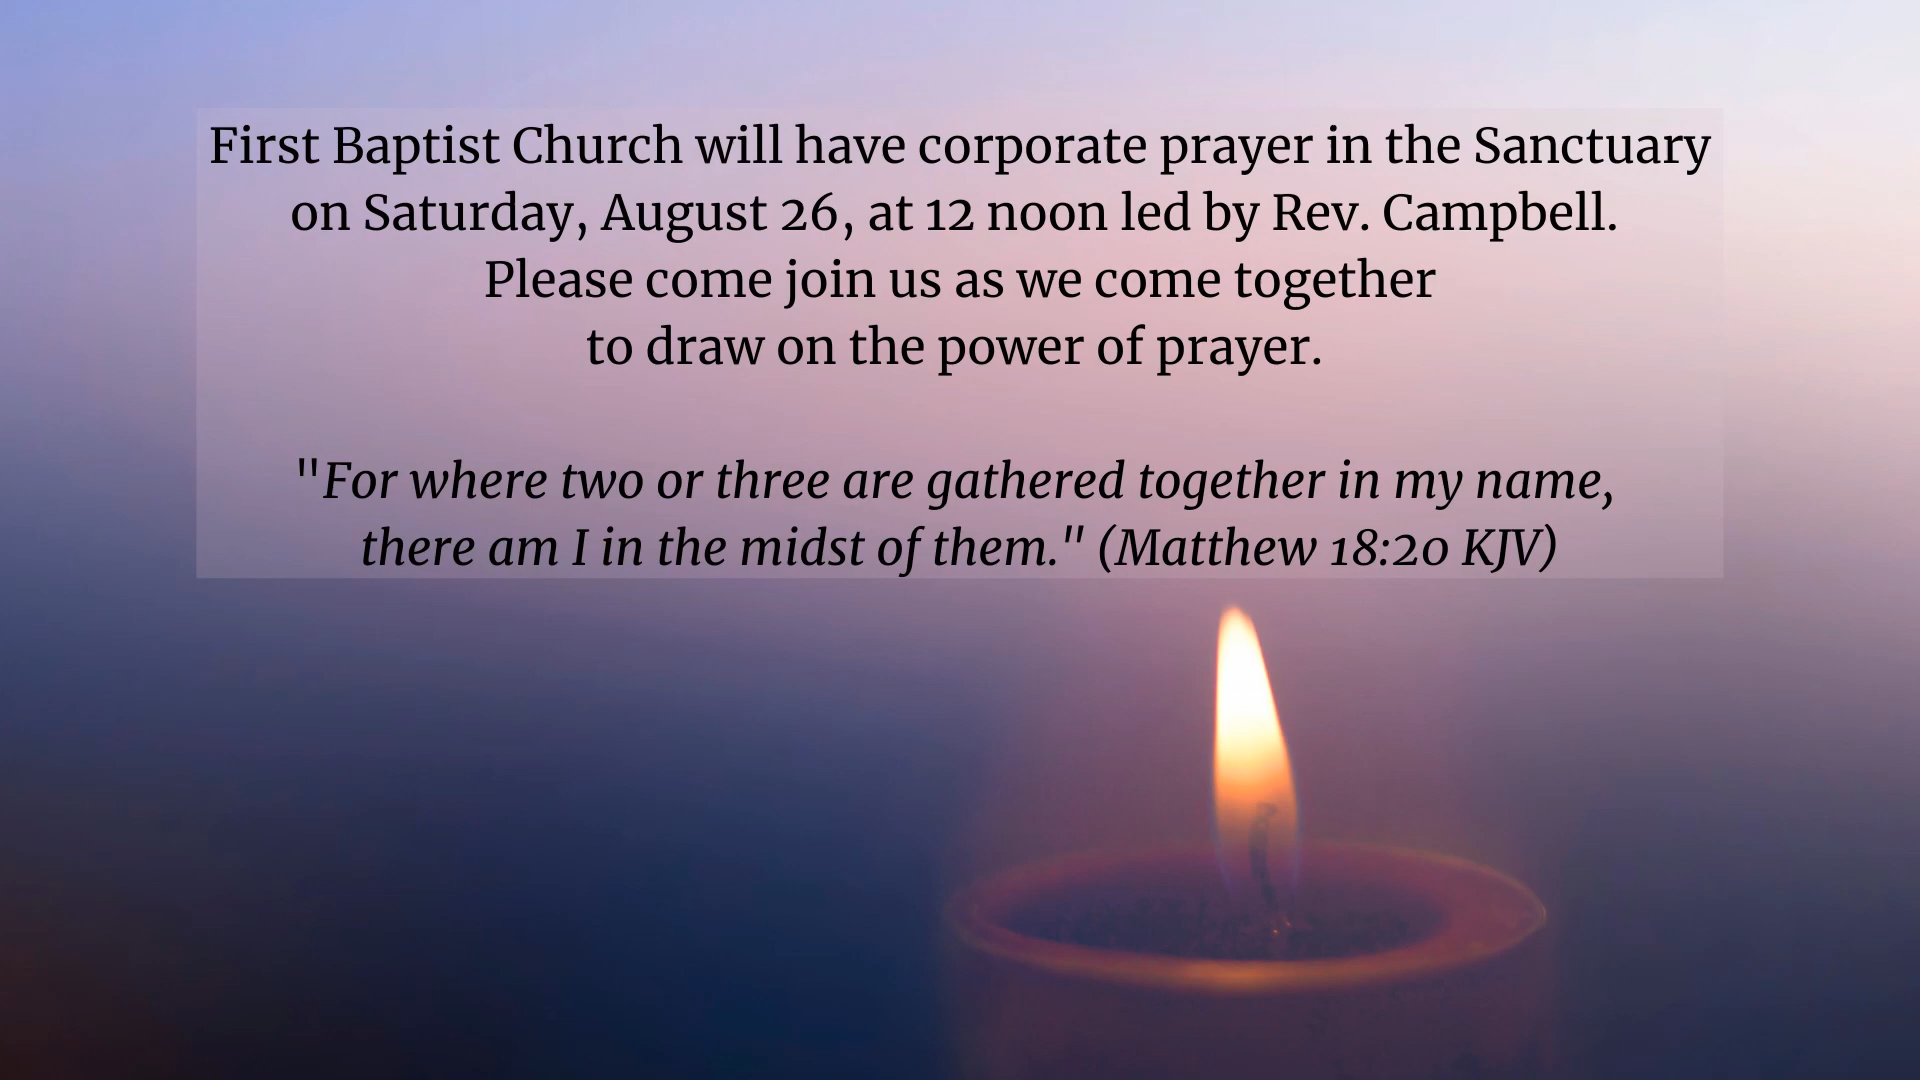 First Baptist Church will have corporate prayer in the Sanctuary
on Saturday, August 26, at 12 noon led by Rev. Campbell.
Please come join us as we come together
to draw on the power of prayer.
"For where two or three are gathered together in my name,
there am I in the midst of them." (Matthew 18:20 KJV)